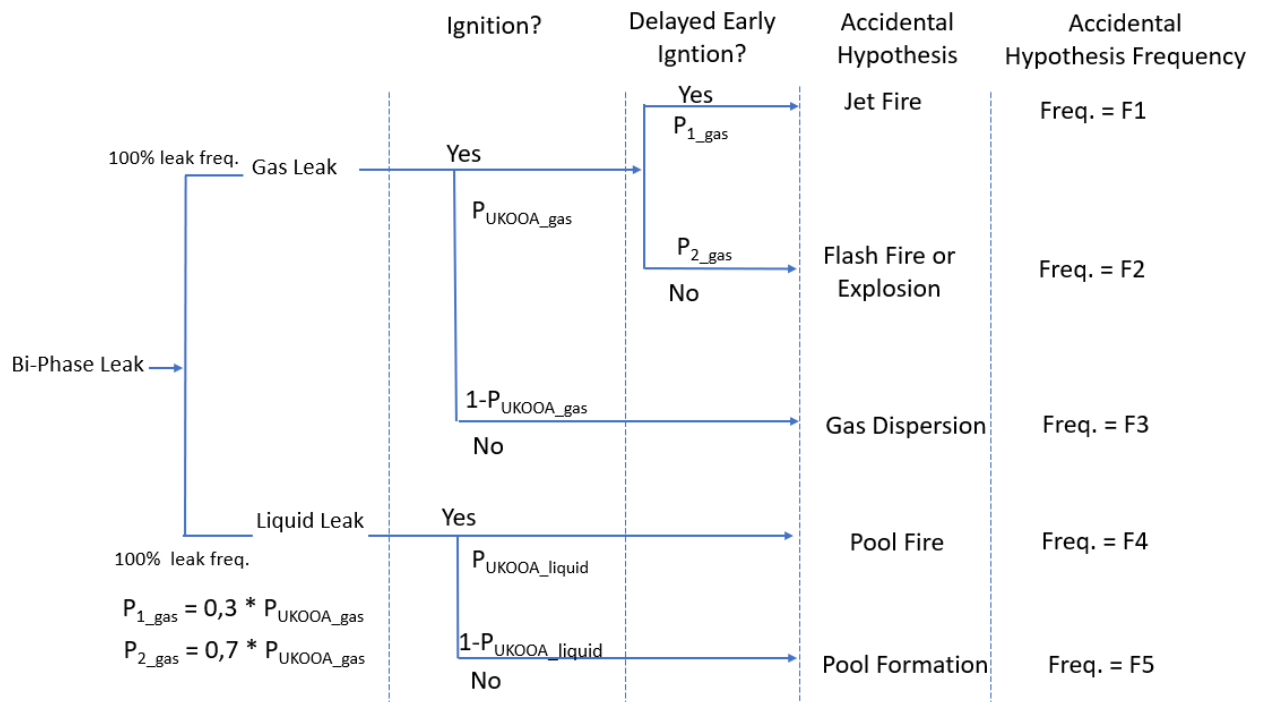 Ignition?
Delayed Early
Igntion?
Accidental
Hypothesis
Accidental
Hypothesis Frequency
Yes
Jet Fire
Freq. = F1
P1_gas
100% leak freq.
Gas Leak
Yes
PUKOOA_gas
P2_gas
No
Flash Fire or
Explosion
Freq. = F2
Bi-Phase Leak
1-PUKOOA_gas
No
Gas Dispersion
Freq. = F3
Liquid Leak
Yes
100% leak freq.
PUKOOA_liquid
Pool Fire
Freq. = F4
P1_gas = 0,3 * PUKOOA_gas
P2_gas = 0,7 * PUKOOA_gas
1-PUKOOA_liquid
No
Pool Formation
Freq. = F5